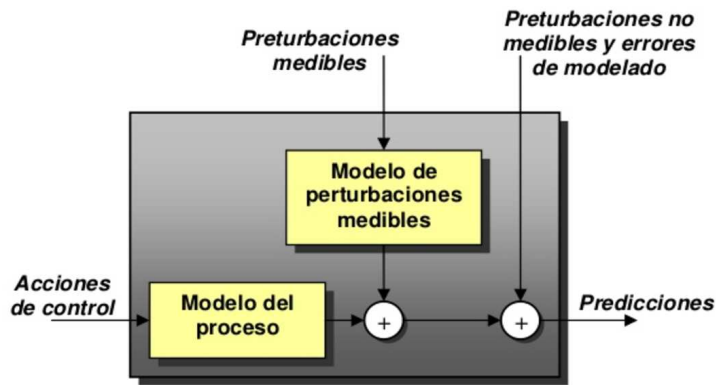 Preturbaciones
medibles
Preturbaciones no
medibles y errores
de modelado
Modelo de
perturbaciones
medibles
Acciones
de control
Modelo del
proceso
+
+
Predicciones